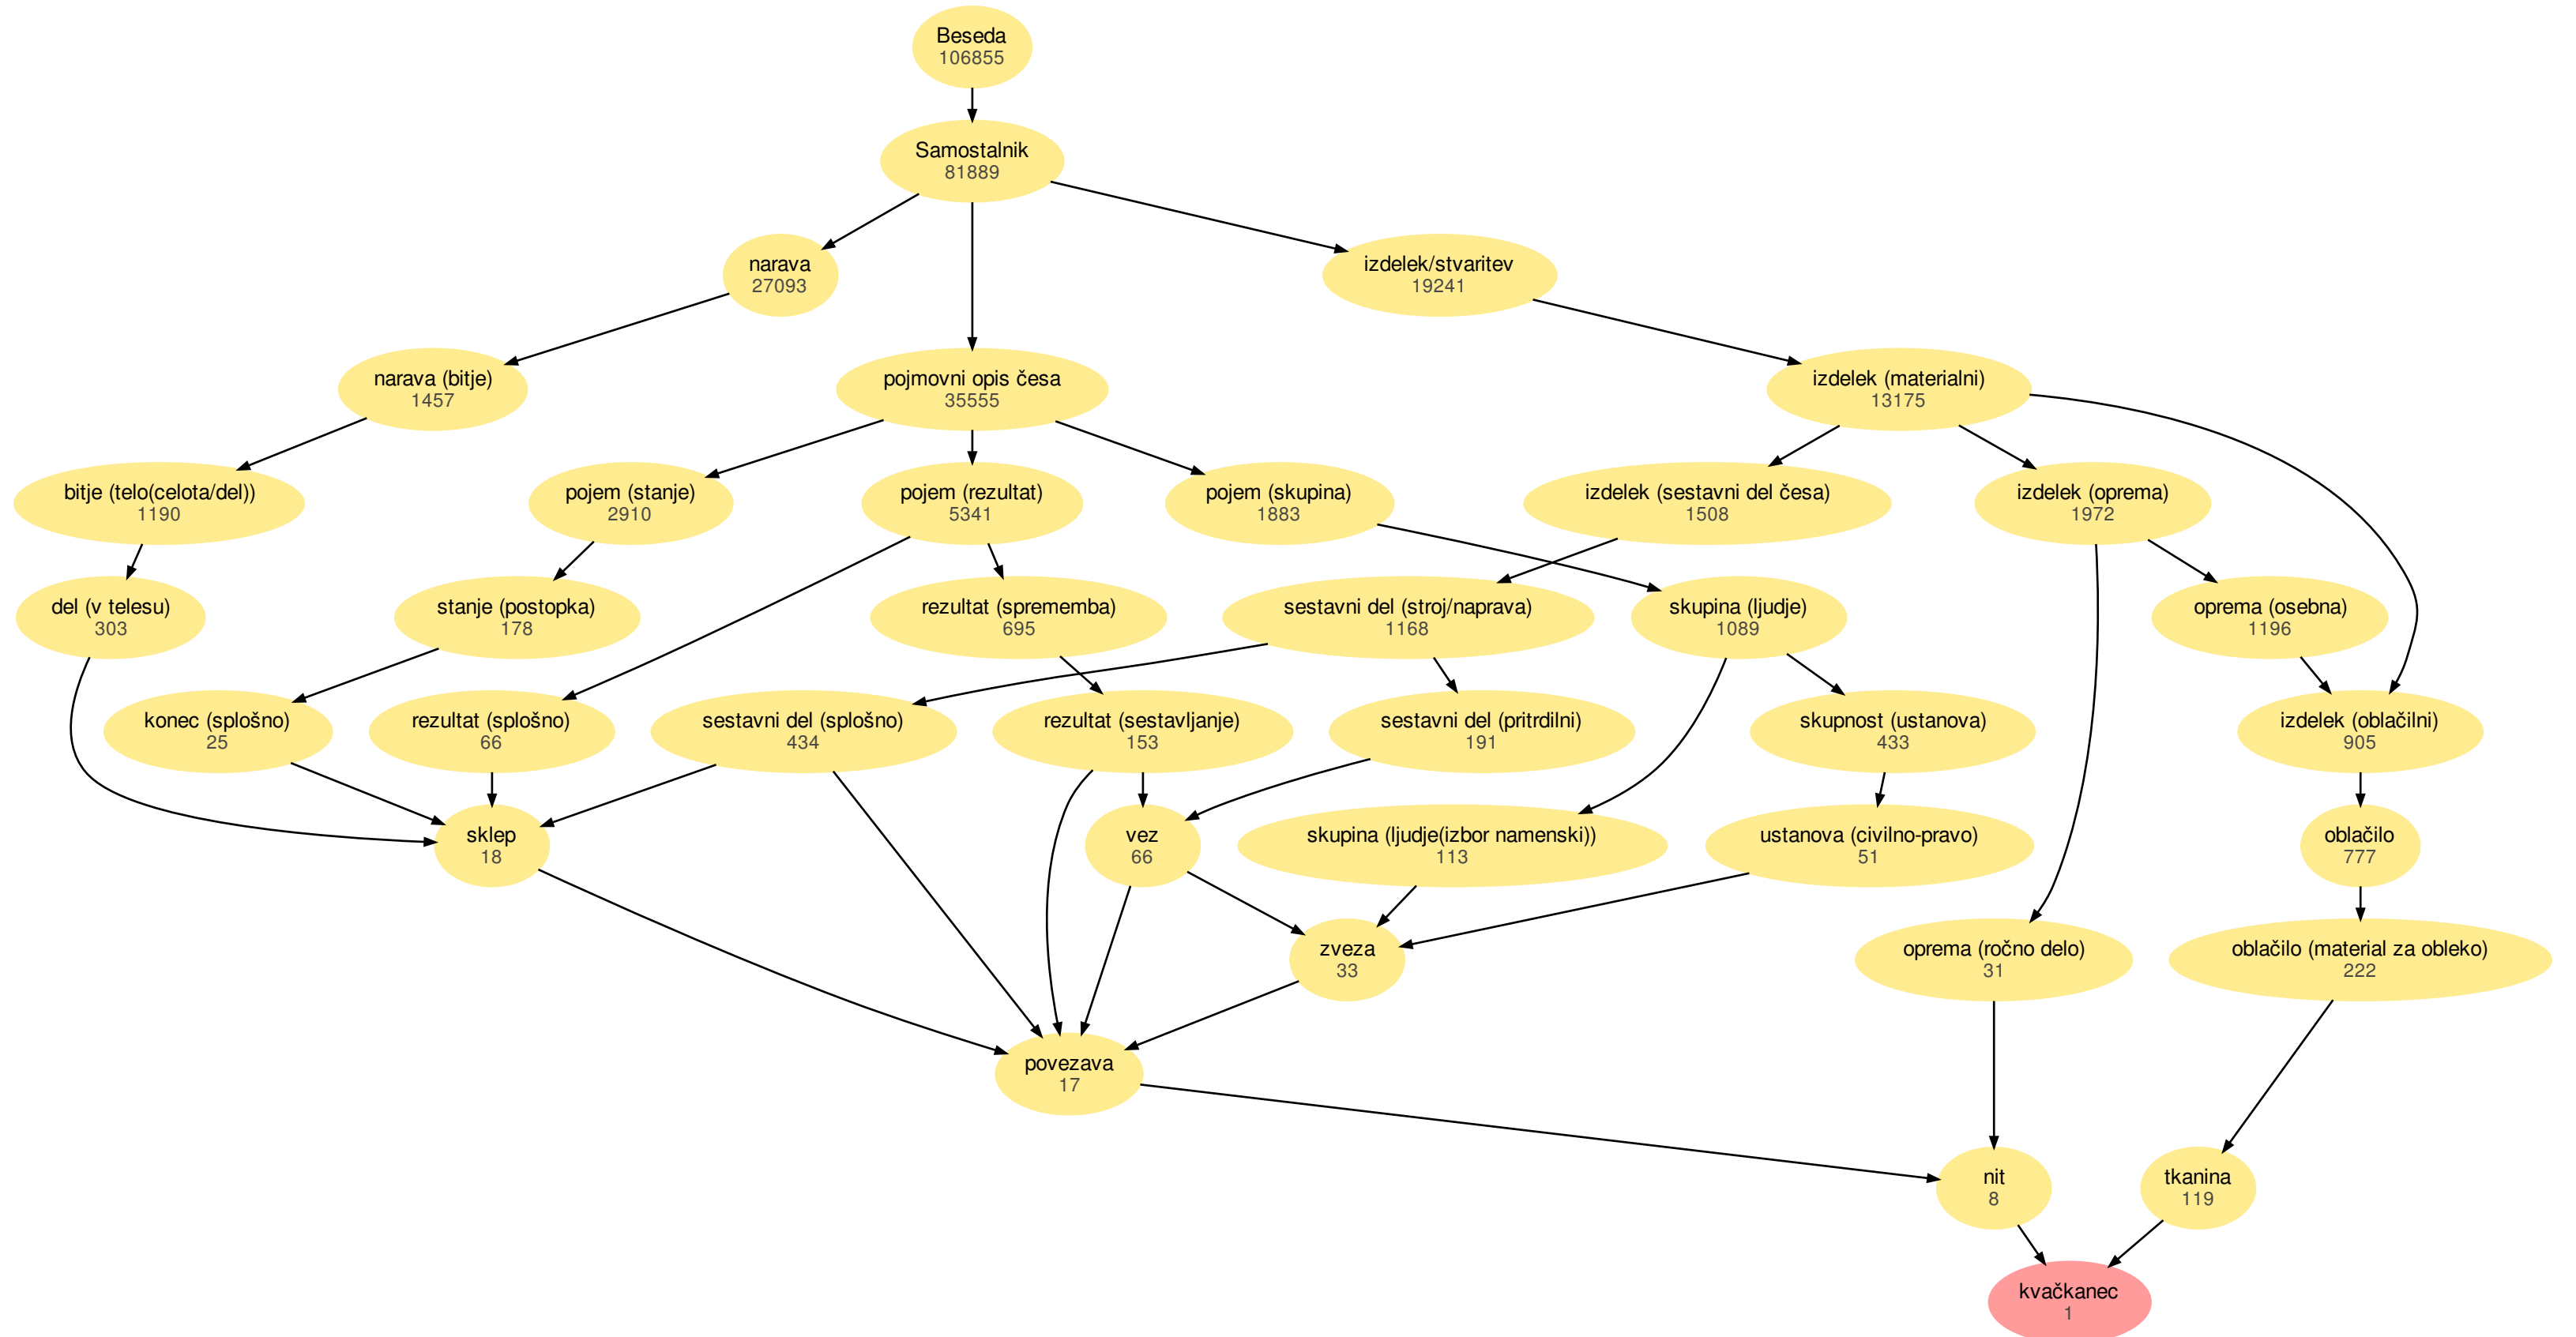 Beseda
106855
Samostalnik
81889
narava
27093
izdelek/stvaritev
19241
narava (bitje)
1457
pojmovni opis česa
35555
izdelek (materialni)
13175
bitje (telo(celota/del))
1190
pojem (stanje)
2910
pojem (rezultat)
5341
pojem (skupina)
1883
izdelek (sestavni del česa)
1508
izdelek (oprema)
1972
del (v telesu)
303
stanje (postopka)
178
rezultat (sprememba)
695
sestavni del (stroj/naprava)
1168
skupina (ljudje)
1089
oprema (osebna)
1196
konec (splošno)
25
rezultat (splošno)
66
sestavni del (splošno)
434
rezultat (sestavljanje)
153
sestavni del (pritrdilni)
191
skupnost (ustanova)
433
izdelek (oblačilni)
905
sklep
18
vez
66
skupina (ljudje(izbor namenski))
113
ustanova (civilno-pravo)
51
oblačilo
777
zveza
33
oprema (ročno delo)
31
oblačilo (material za obleko)
222
povezava
17
nit
8
tkanina
119
kvačkanec
1